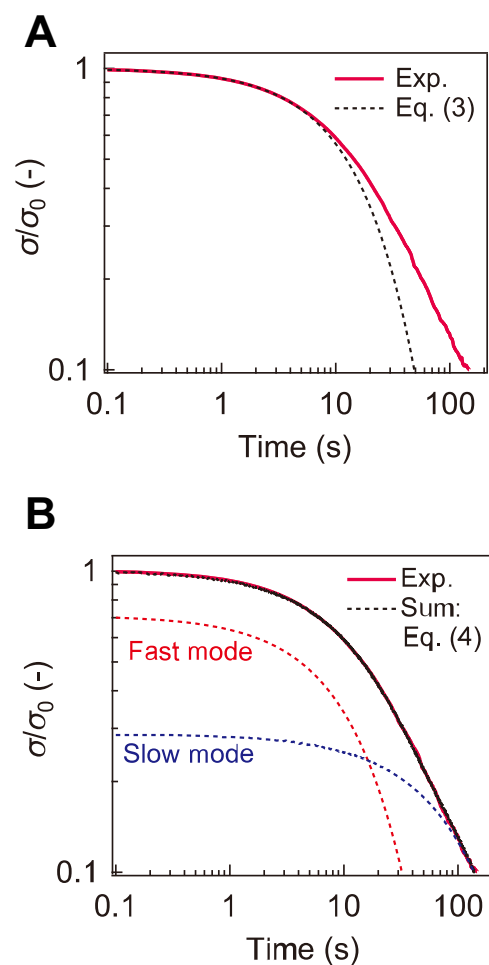 A
1
0.1
σ/σ0 (-)
Exp.
Eq. (3)
0.1
1
10
100
Time (s)
B
1
0.1
σ/σ0 (-)
Exp.
Sum:
Eq. (4)
Fast mode
Slow mode
0.1
1
10
100
Time (s)